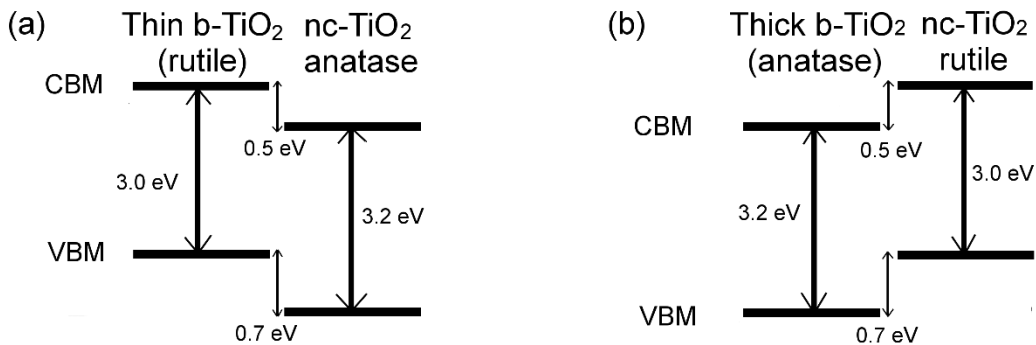 (a)
Thin b-TiO₂
(rutile)
nc-TiO₂
anatase
CBM
0.5 eV
3.0 eV
3.2 eV
VBM
0.7 eV
(b)
Thick b-TiO₂
(anatase)
nc-TiO₂
rutile
CBM
0.5 eV
3.0 eV
3.2 eV
VBM
0.7 eV